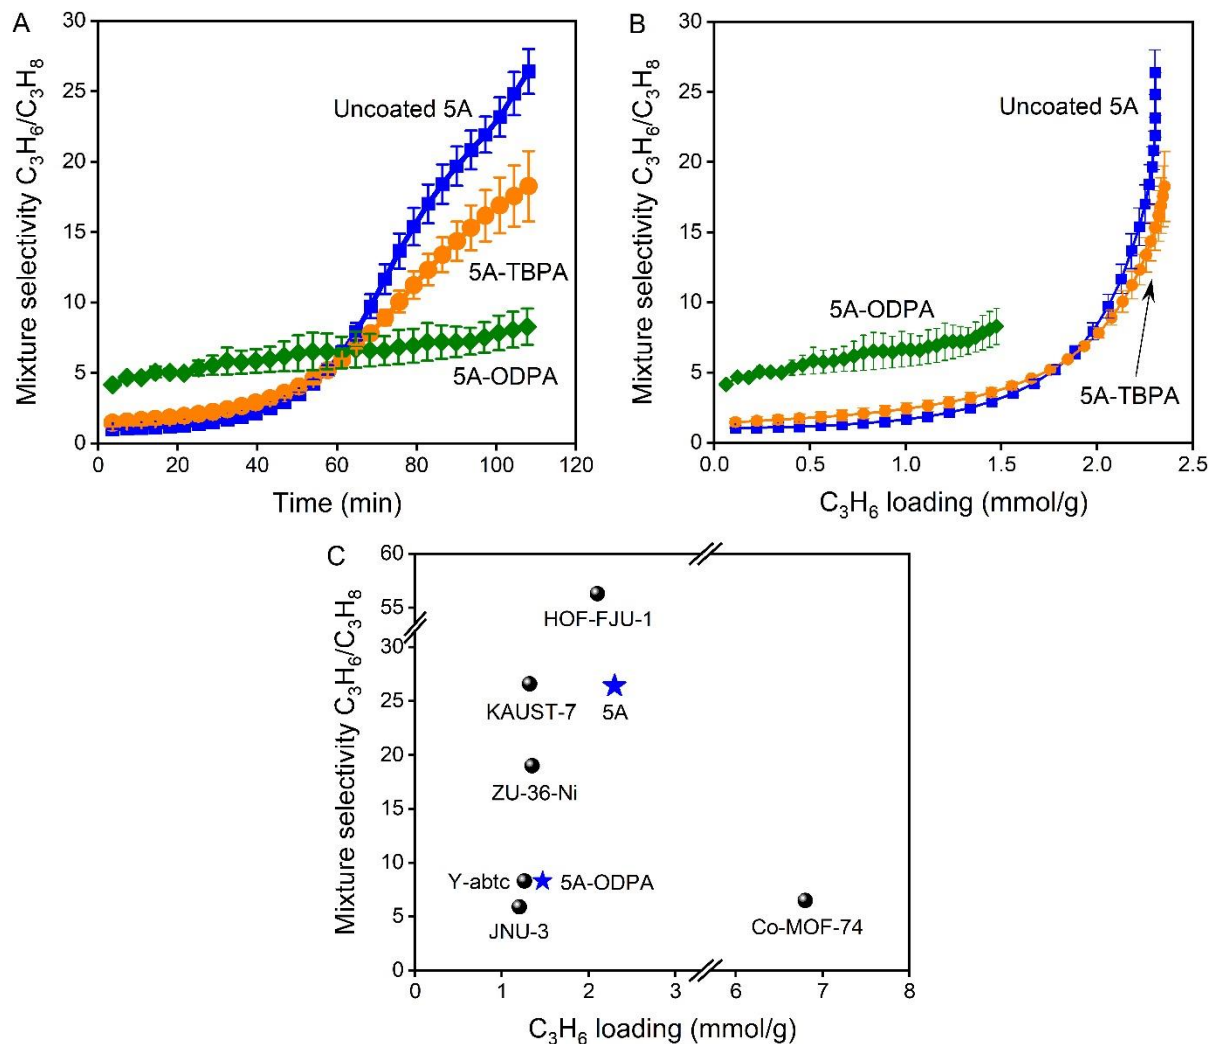 A
Mixture selectivity C₃H₆/C₃H₈
30
25
20
15
10
5
0
Uncoated 5A
5A-TBPA
5A-ODPA
0 20 40 60 80 100 120
Time (min)
B
Mixture selectivity C₃H₆/C₃H₈
30
25
20
15
10
5
0
Uncoated 5A
5A-ODPA
5A-TBPA
0.0 0.5 1.0 1.5 2.0 2.5
C₃H₆ loading (mmol/g)
C
Mixture selectivity C₃H₆/C₃H₈
60
55
30
25
20
15
10
5
0
HOF-FJU-1
KAUST-7
5A
ZU-36-Ni
Y-abtc
5A-ODPA
JNU-3
Co-MOF-74
0 1 2 3 6 7 8
C₃H₆ loading (mmol/g)